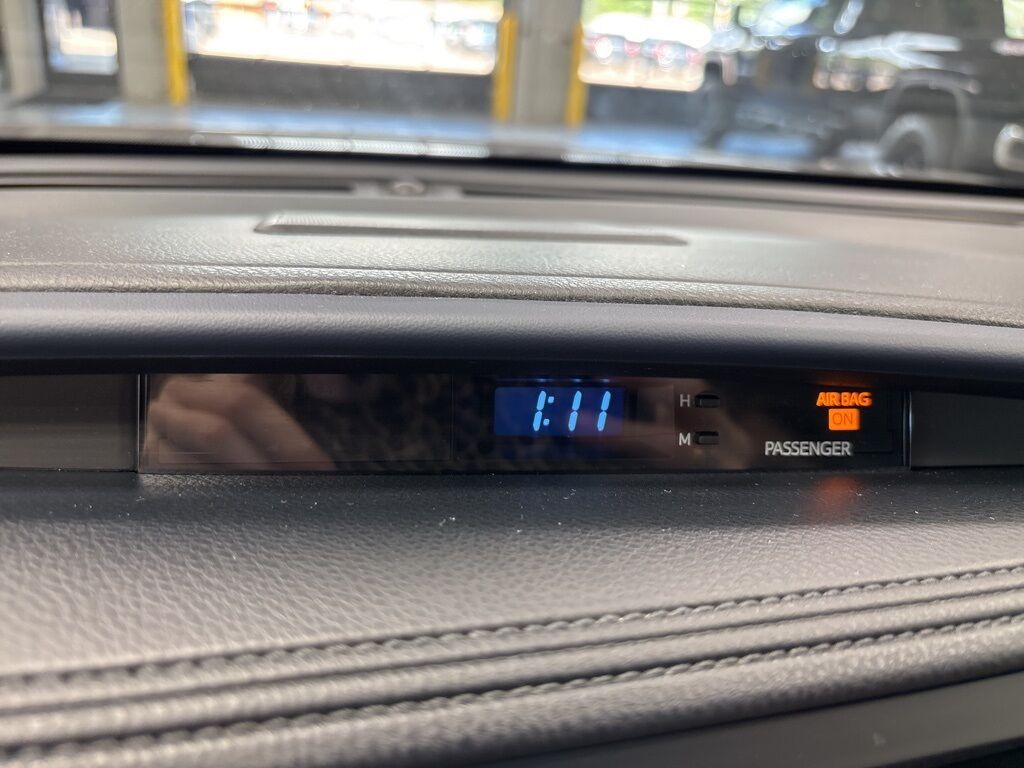 1:11
H
M
AIR BAG
ON
PASSENGER